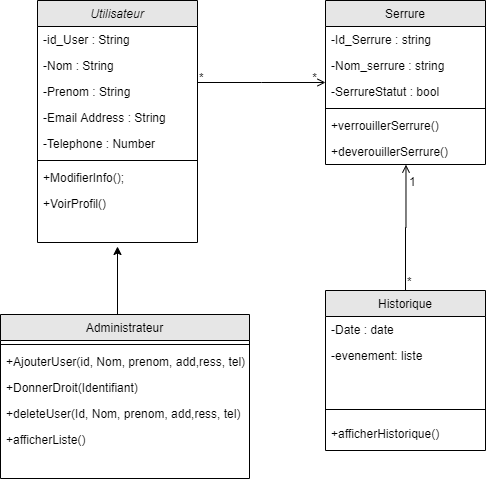 Utilisateur
-id_User : String
-Nom : String
-Prenom : String
-Email Address : String
-Telephone : Number
+ModifierInfo();
+VoirProfil()
*
*
Serrure
-Id_Serrure : string
-Nom_serrure : string
-SerrureStatut : bool
+verrouillerSerrure()
+deverouillerSerrure()
1
*
Administrateur
+AjouterUser(id, Nom, prenom, add,ress, tel)
+DonnerDroit(Identifiant)
+deleteUser(Id, Nom, prenom, add,ress, tel)
+afficherListe()
Historique
-Date : date
-evenement: liste
+afficherHistorique()